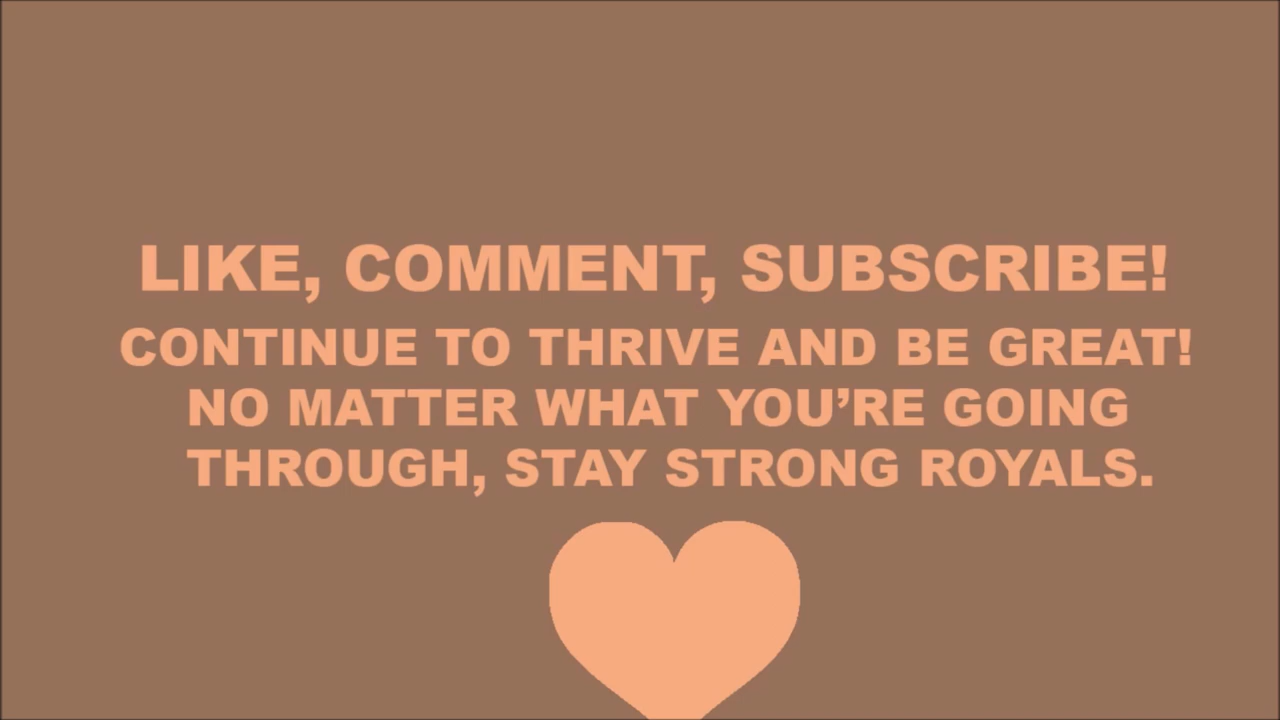 LIKE, COMMENT, SUBSCRIBE!
CONTINUE TO THRIVE AND BE GREAT!
NO MATTER WHAT YOU’RE GOING
THROUGH, STAY STRONG ROYALS.